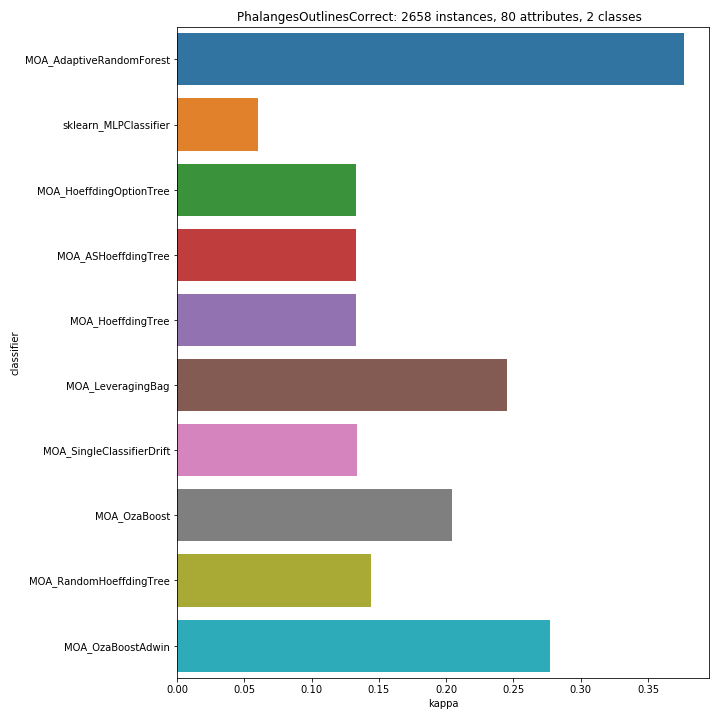 PhalangesOutlinesCorrect: 2658 instances, 80 attributes, 2 classes
MOA_AdaptiveRandomForest
sklearn_MLPClassifier
MOA_HoeffdingOptionTree
MOA_ASHoeffdingTree
MOA_HoeffdingTree
MOA_LeveragingBag
MOA_SingleClassifierDrift
MOA_OzaBoost
MOA_RandomHoeffdingTree
MOA_OzaBoostAdwin
classifier
0.00 0.05 0.10 0.15 0.20 0.25 0.30 0.35
kappa